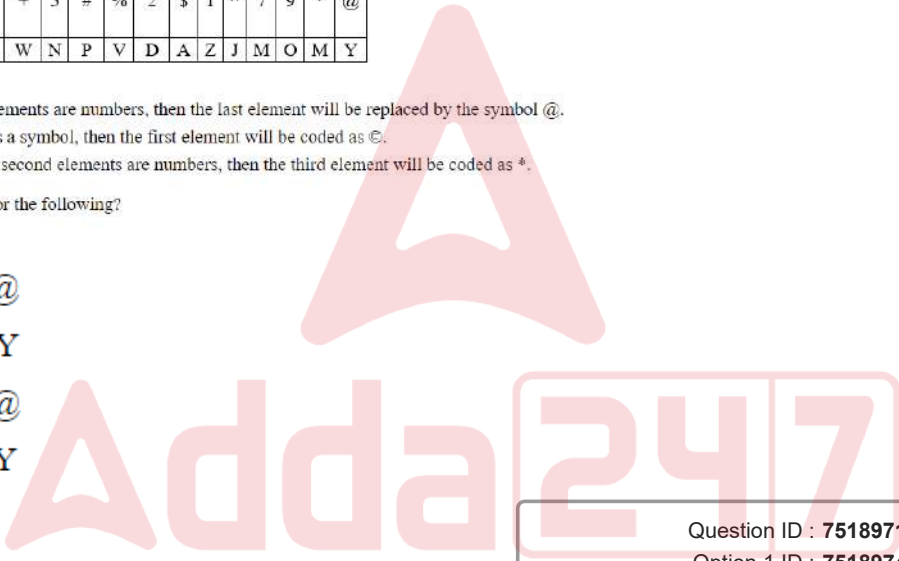 W N P V D A Z J M O M Y
ements are numbers, then the last element will be replaced by the symbol @.
a symbol, then the first element will be coded as ©.
second elements are numbers, then the third element will be coded as *.
or the following?
@
Y
@
Y
Adda247
Question ID : 7518971